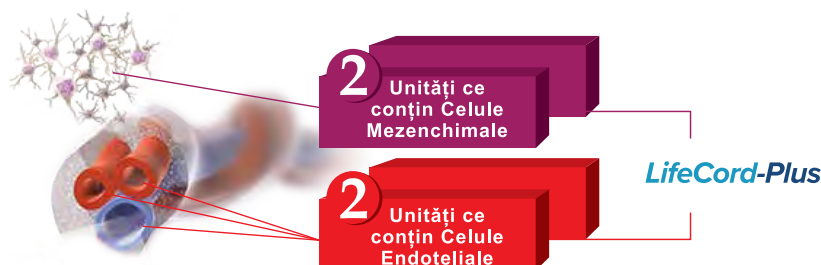 2
Unități ce
conțin Celule
Mezenchimale
LifeCord-Plus
2
Unități ce
conțin Celule
Endoteliale